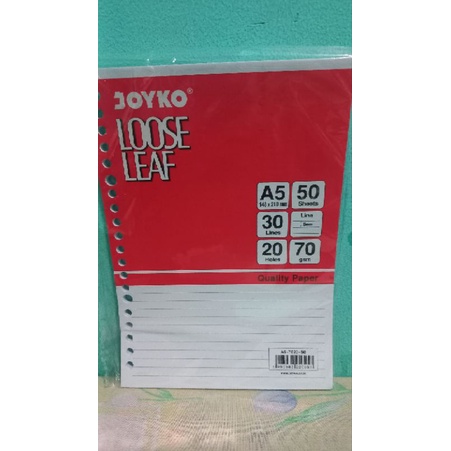 JOYKO®
LOOSE
LEAF
A5 50
Sheets
30 Line
Lines
20 70
Holes gsm
Quality Paper